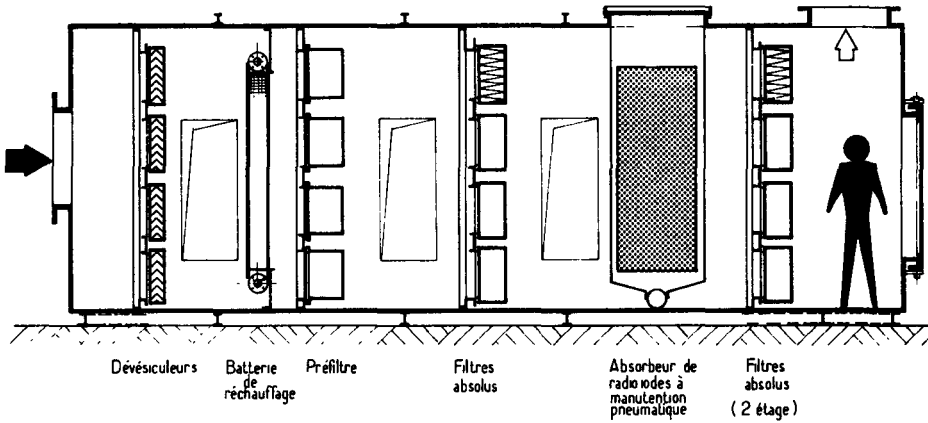 Dévésiculeurs
Batterie
de
réchauffage
Préfiltre
Filtres
absolus
Absorbeur de
radioiodes à
manutention
pneumatique
Filtres
absolus
(2 étage)